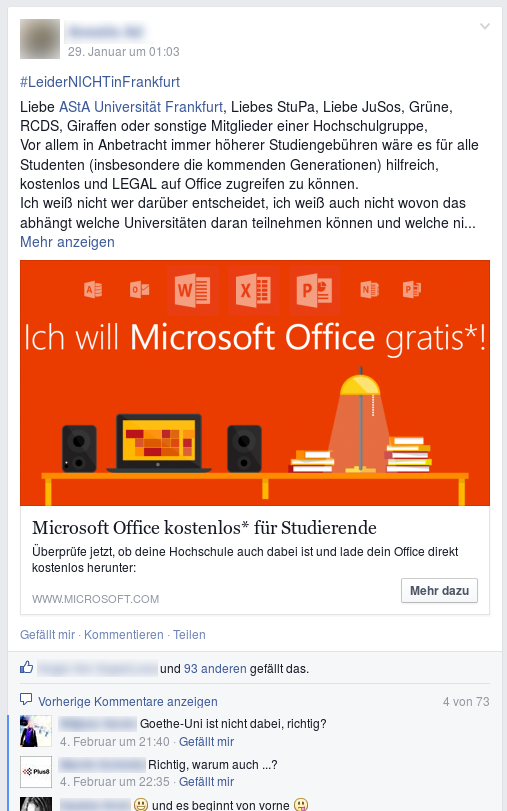 29. Januar um 01:03
#LeiderNICHTinFrankfurt
Liebe AStA Universität Frankfurt, Liebes StuPa, Liebe JuSos, Grüne,
RCDS, Giraffen oder sonstige Mitglieder einer Hochschulgruppe,
Vor allem in Anbetracht immer höherer Studiengebühren wäre es für alle
Studenten (insbesondere die kommenden Generationen) hilfreich,
kostenlos und LEGAL auf Office zugreifen zu können.
Ich weiß nicht wer darüber entscheidet, ich weiß auch nicht wovon das
abhängt welche Universitäten daran teilnehmen können und welche ni...
Mehr anzeigen
A O W X P N P
Ich will Microsoft Office gratis*!
Microsoft Office kostenlos* für Studierende
Überprüfe jetzt, ob deine Hochschule auch dabei ist und lade dein Office direkt
kostenlos herunter:
WWW.MICROSOFT.COM
Mehr dazu
Gefällt mir · Kommentieren · Teilen
und 93 anderen gefällt das.
Vorherige Kommentare anzeigen 4 von 73
Goethe-Uni ist nicht dabei, richtig?
4. Februar um 21:40 · Gefällt mir
Plus8 Richtig, warum auch ...?
4. Februar um 22:35 · Gefällt mir
und es beginnt von vorne